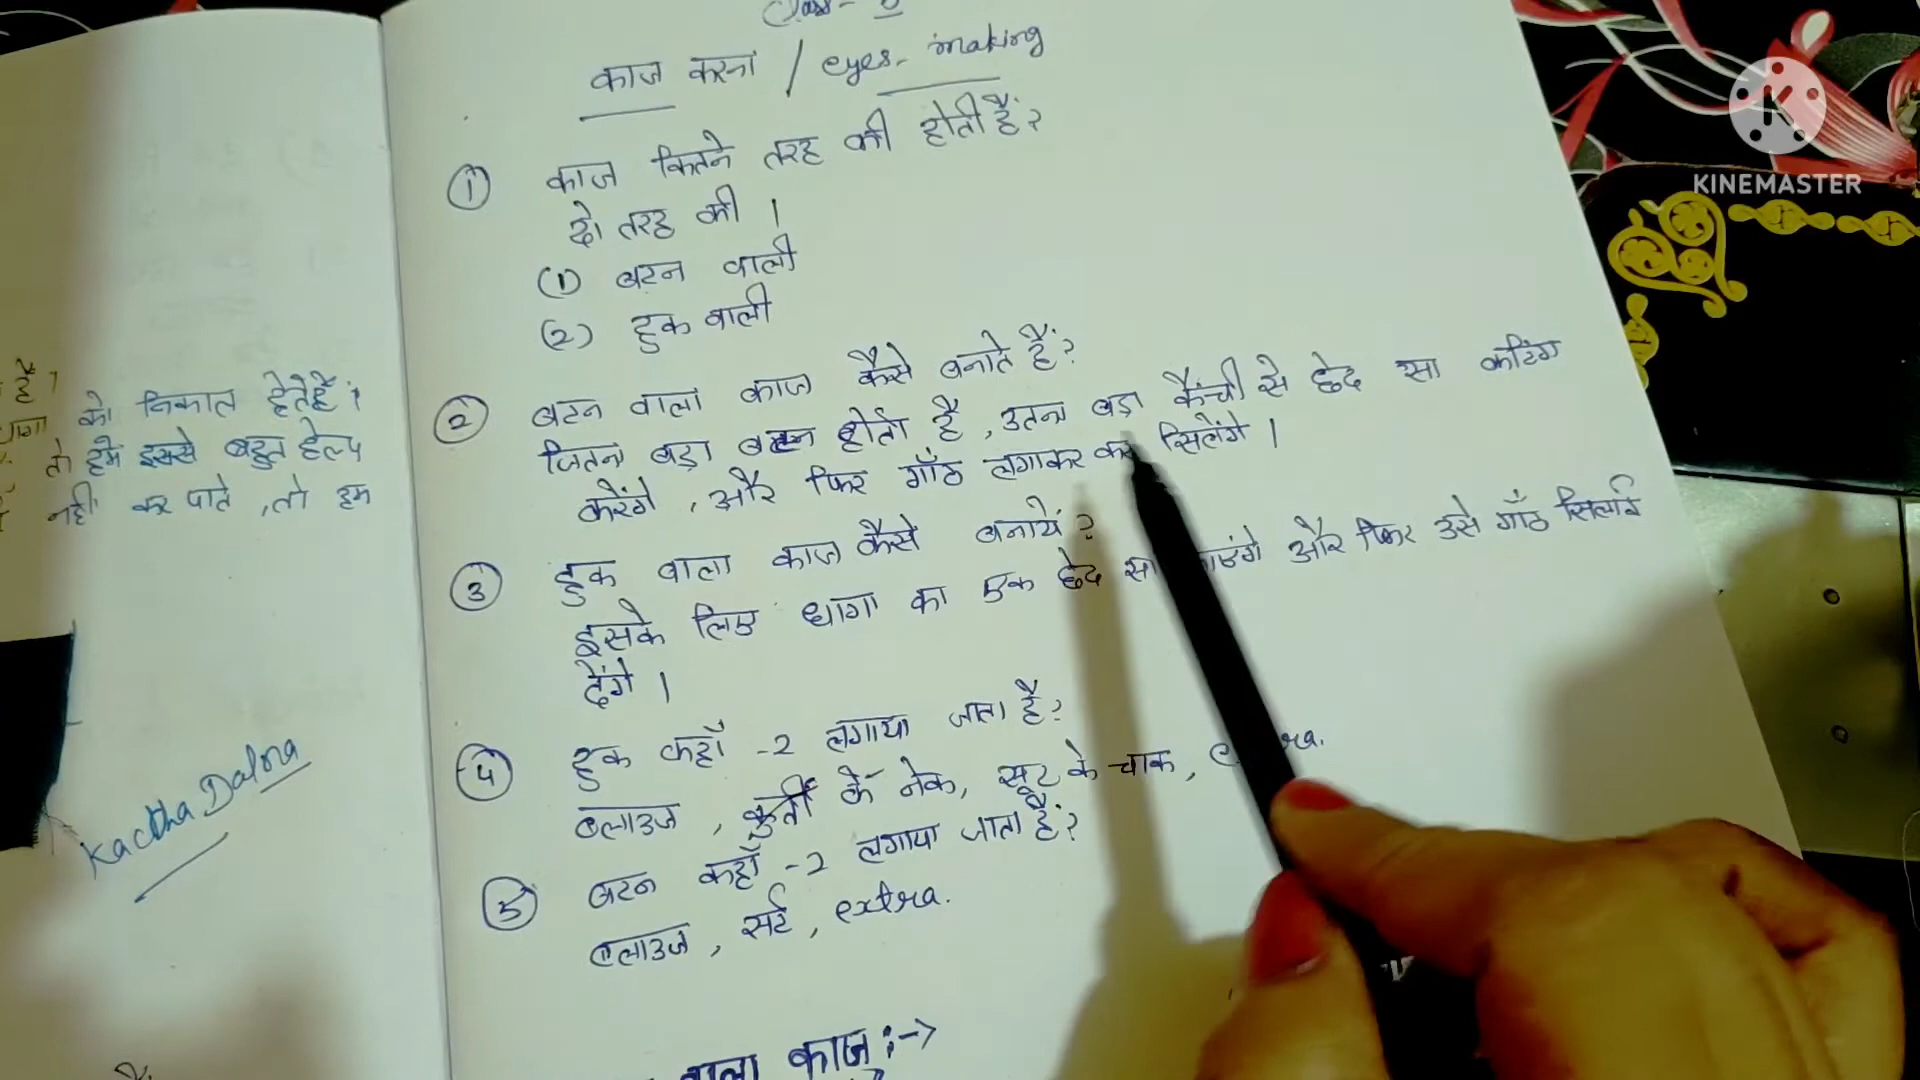 है।
धागा को निकाल देते है।
तो हमें इससे बहुत हेल्प
नहीं कर पाते, तो हम
Kachha Dalna
Class-
काज करना / eyes-making
① काज कितने तरह की होती है?
दो तरह की।
(1) बटन वाली
(2) हुक वाली
② बटन वाला काज कैसे बनाते हैं?
जितना बड़ा बटन होता है, उतना बड़ा कैंची से छेद सा कटिंग
करेंगे, और फिर गाँठ लगाकर कर सिलेंगे।
③ हुक वाला काज कैसे बनायें?
इसके लिए धागा का एक छेद सा और फिर उसे गाँठ सिलाई
देंगे।
④ हुक कहाँ-2 लगाया जाता है?
ब्लाउज, कुर्ती के नेक, सूट के चाक,
⑤ बटन कहाँ-2 लगाया जाता है?
ब्लाउज, सर्ट, extra.
वाला काज :->
KINEMASTER